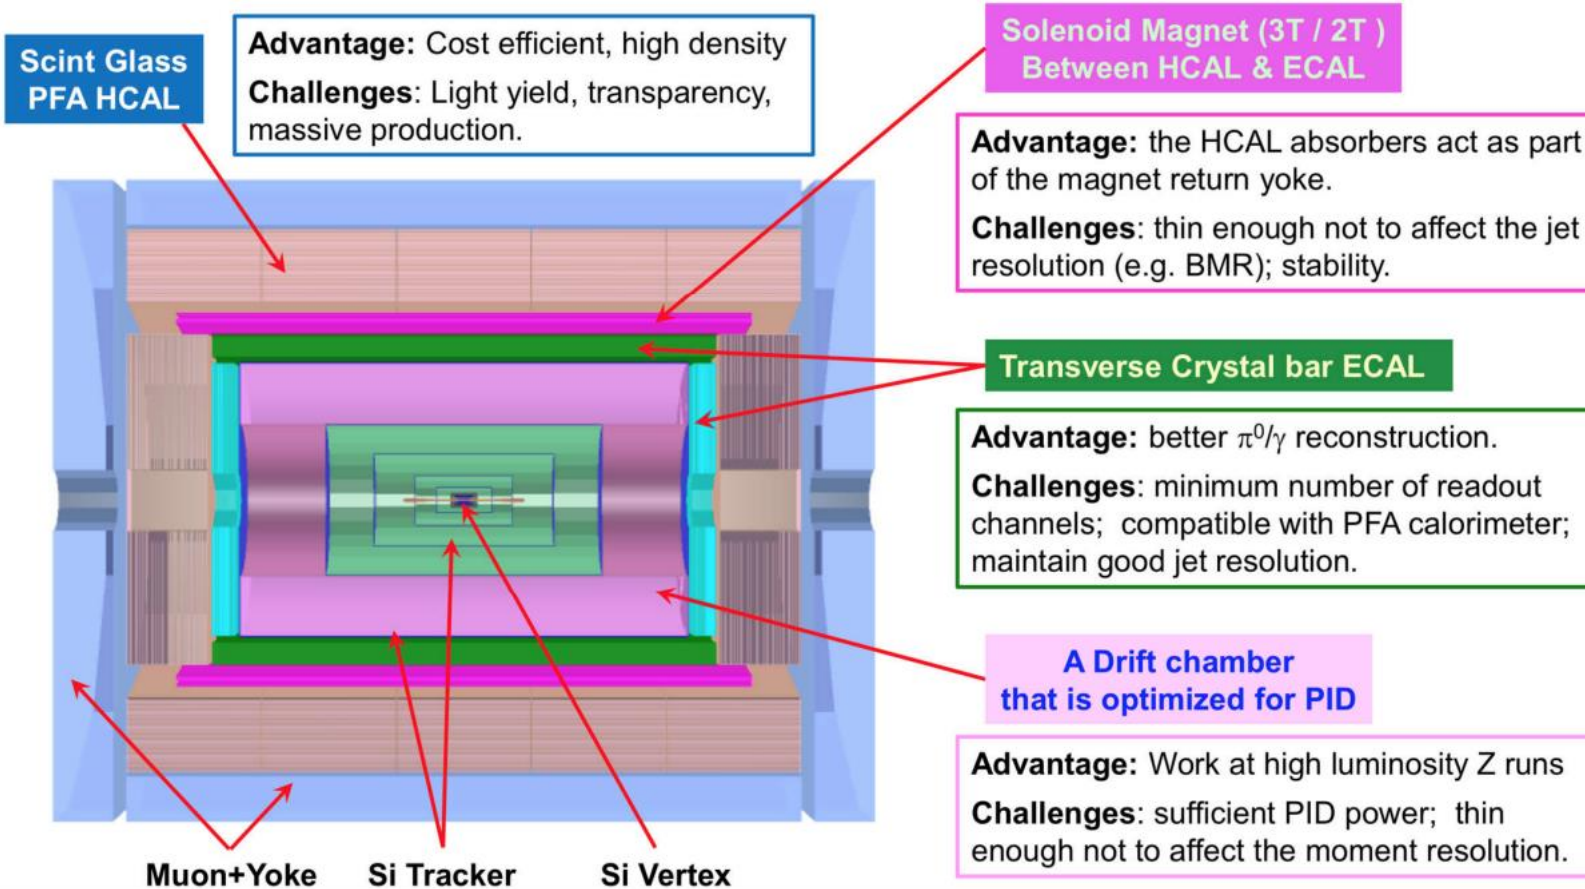 Scint Glass
PFA HCAL
Advantage: Cost efficient, high density
Challenges: Light yield, transparency,
massive production.
Solenoid Magnet (3T / 2T )
Between HCAL & ECAL
Advantage: the HCAL absorbers act as part
of the magnet return yoke.
Challenges: thin enough not to affect the jet
resolution (e.g. BMR); stability.
Transverse Crystal bar ECAL
Advantage: better π⁰/γ reconstruction.
Challenges: minimum number of readout
channels; compatible with PFA calorimeter;
maintain good jet resolution.
A Drift chamber
that is optimized for PID
Advantage: Work at high luminosity Z runs
Challenges: sufficient PID power; thin
enough not to affect the moment resolution.
Muon+Yoke
Si Tracker
Si Vertex